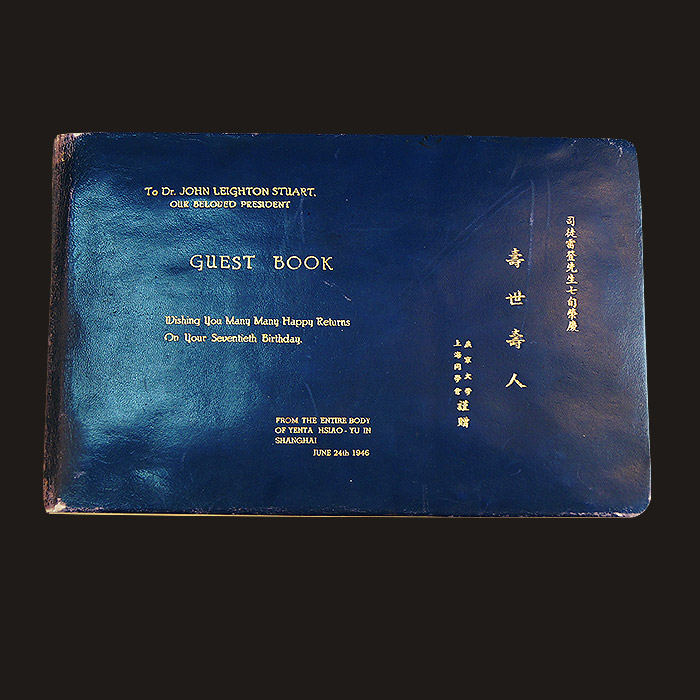 To Dr. JOHN LEIGHTON STUART,
OUR BELOVED PRESIDENT
GUEST BOOK
Wishing You Many Many Happy Returns
On Your Seventieth Birthday.
FROM THE ENTIRE BODY
OF YENTA HSIAO-YU IN
SHANGHAI
JUNE 24th 1946
司徒雷登先生七旬榮慶
壽世壽人
燕京大學
上海同學會
謹贈